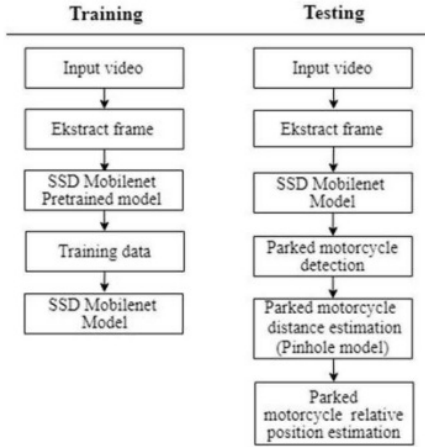 Training
Input video
Ekstract frame
SSD Mobilenet
Pretrained model
Training data
SSD Mobilenet
Model
Testing
Input video
Ekstract frame
SSD Mobilenet
Model
Parked motorcycle
detection
Parked motorcycle
distance estimation
(Pinhole model)
Parked
motorcycle relative
position estimation